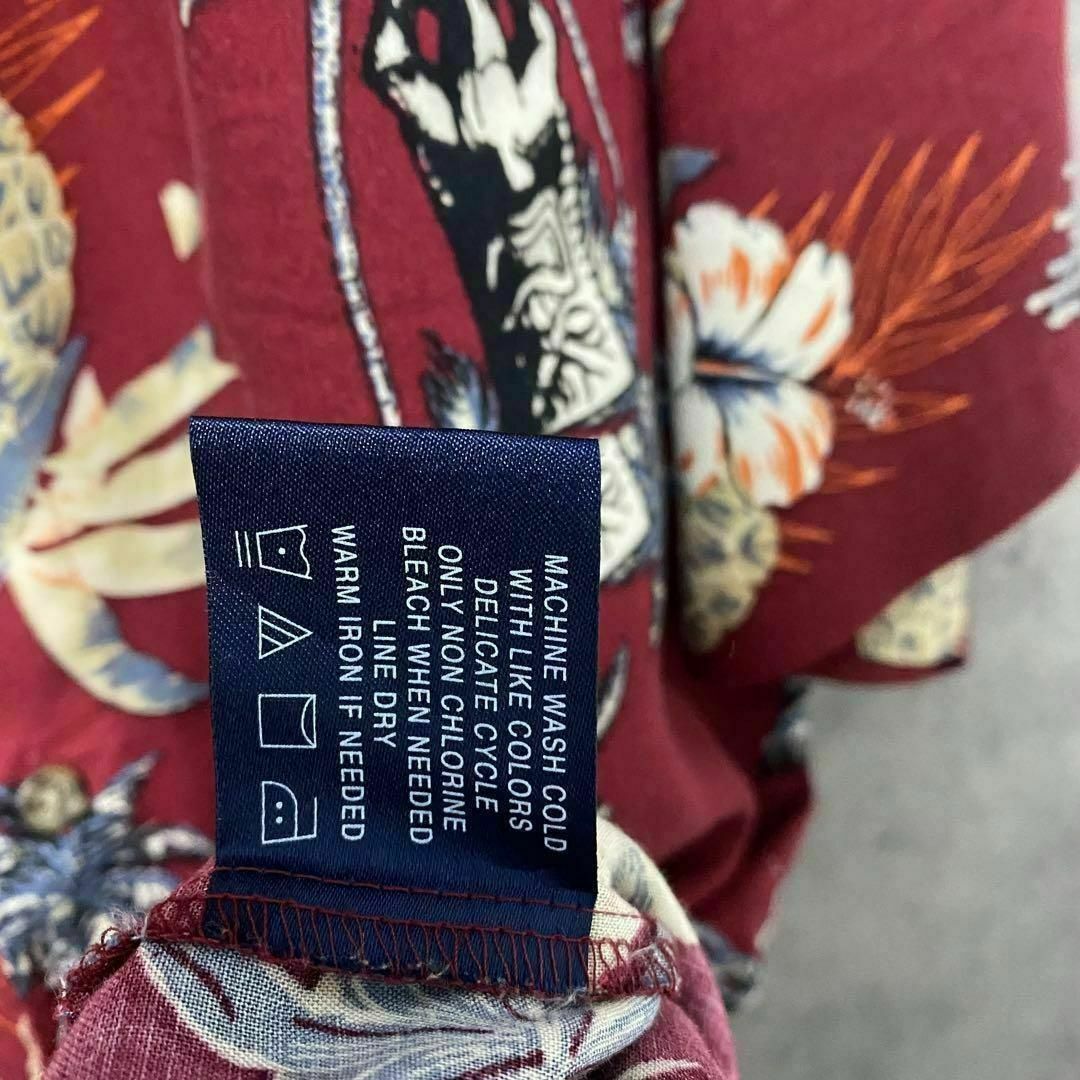 MACHINE WASH COLD
WITH LIKE COLORS
DELICATE CYCLE
ONLY NON CHLORINE
BLEACH WHEN NEEDED
LINE DRY
WARM IRON IF NEEDED